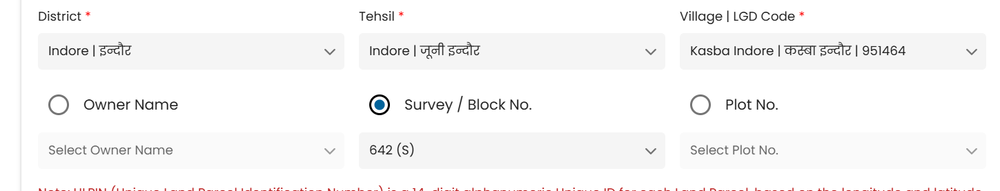 District * Tehsil * Village | LGD Code *
Indore | इन्दौर Indore | जूनी इन्दौर Kasba Indore | कस्बा इन्दौर | 951464
Owner Name Survey / Block No. Plot No.
Select Owner Name 642 (S) Select Plot No.
Note: ULPIN (Unique Land Parcel Identification Number) is a 14-digit alphanumeric Unique ID for each Land Parcel, based on the longitude and latitude